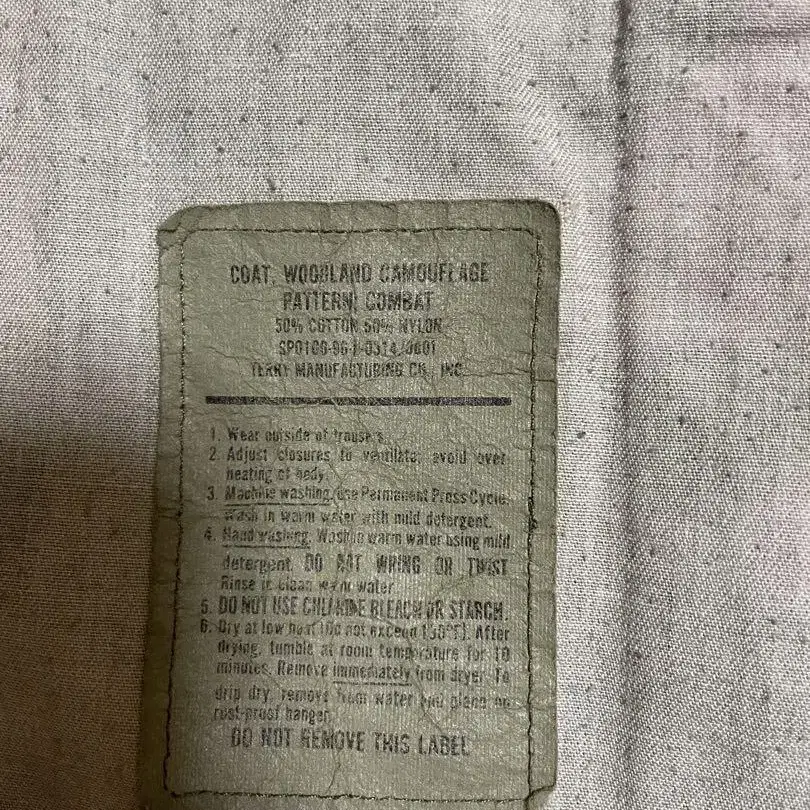 COAT, WOODLAND CAMOUFLAGE
PATTERN, COMBAT
50% COTTON 50% NYLON
TERRY MANUFACTURING CO., INC.
1. Wear outside of trousers.
2. Adjust closures to ventilate, avoid over
heating of body.
3. Machine washing, Use Permanent Press Cycle.
Wash in warm water with mild detergent.
4. Hand washing. Wash in warm water using mild
detergent. DO NOT WRING OR TWIST
Rinse in clean warm water
5. DO NOT USE CHLORINE BLEACH OR STARCH.
6. Dry at low heat (Do not exceed 130°F). After
drying, tumble at room temperature for 10
minutes. Remove immediately from dryer. To
drip dry, remove from water and place on
rust-proof hanger.
DO NOT REMOVE THIS LABEL